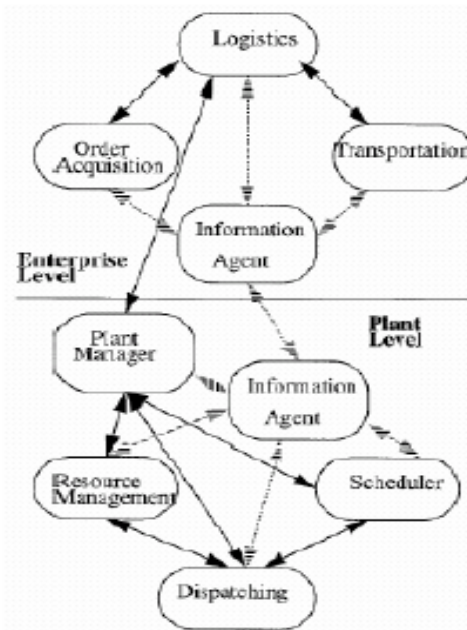 Logistics
Order
Acquisition
Transportation
Information
Agent
Enterprise
Level
Plant
Level
Plant
Manager
Information
Agent
Resource
Management
Scheduler
Dispatching